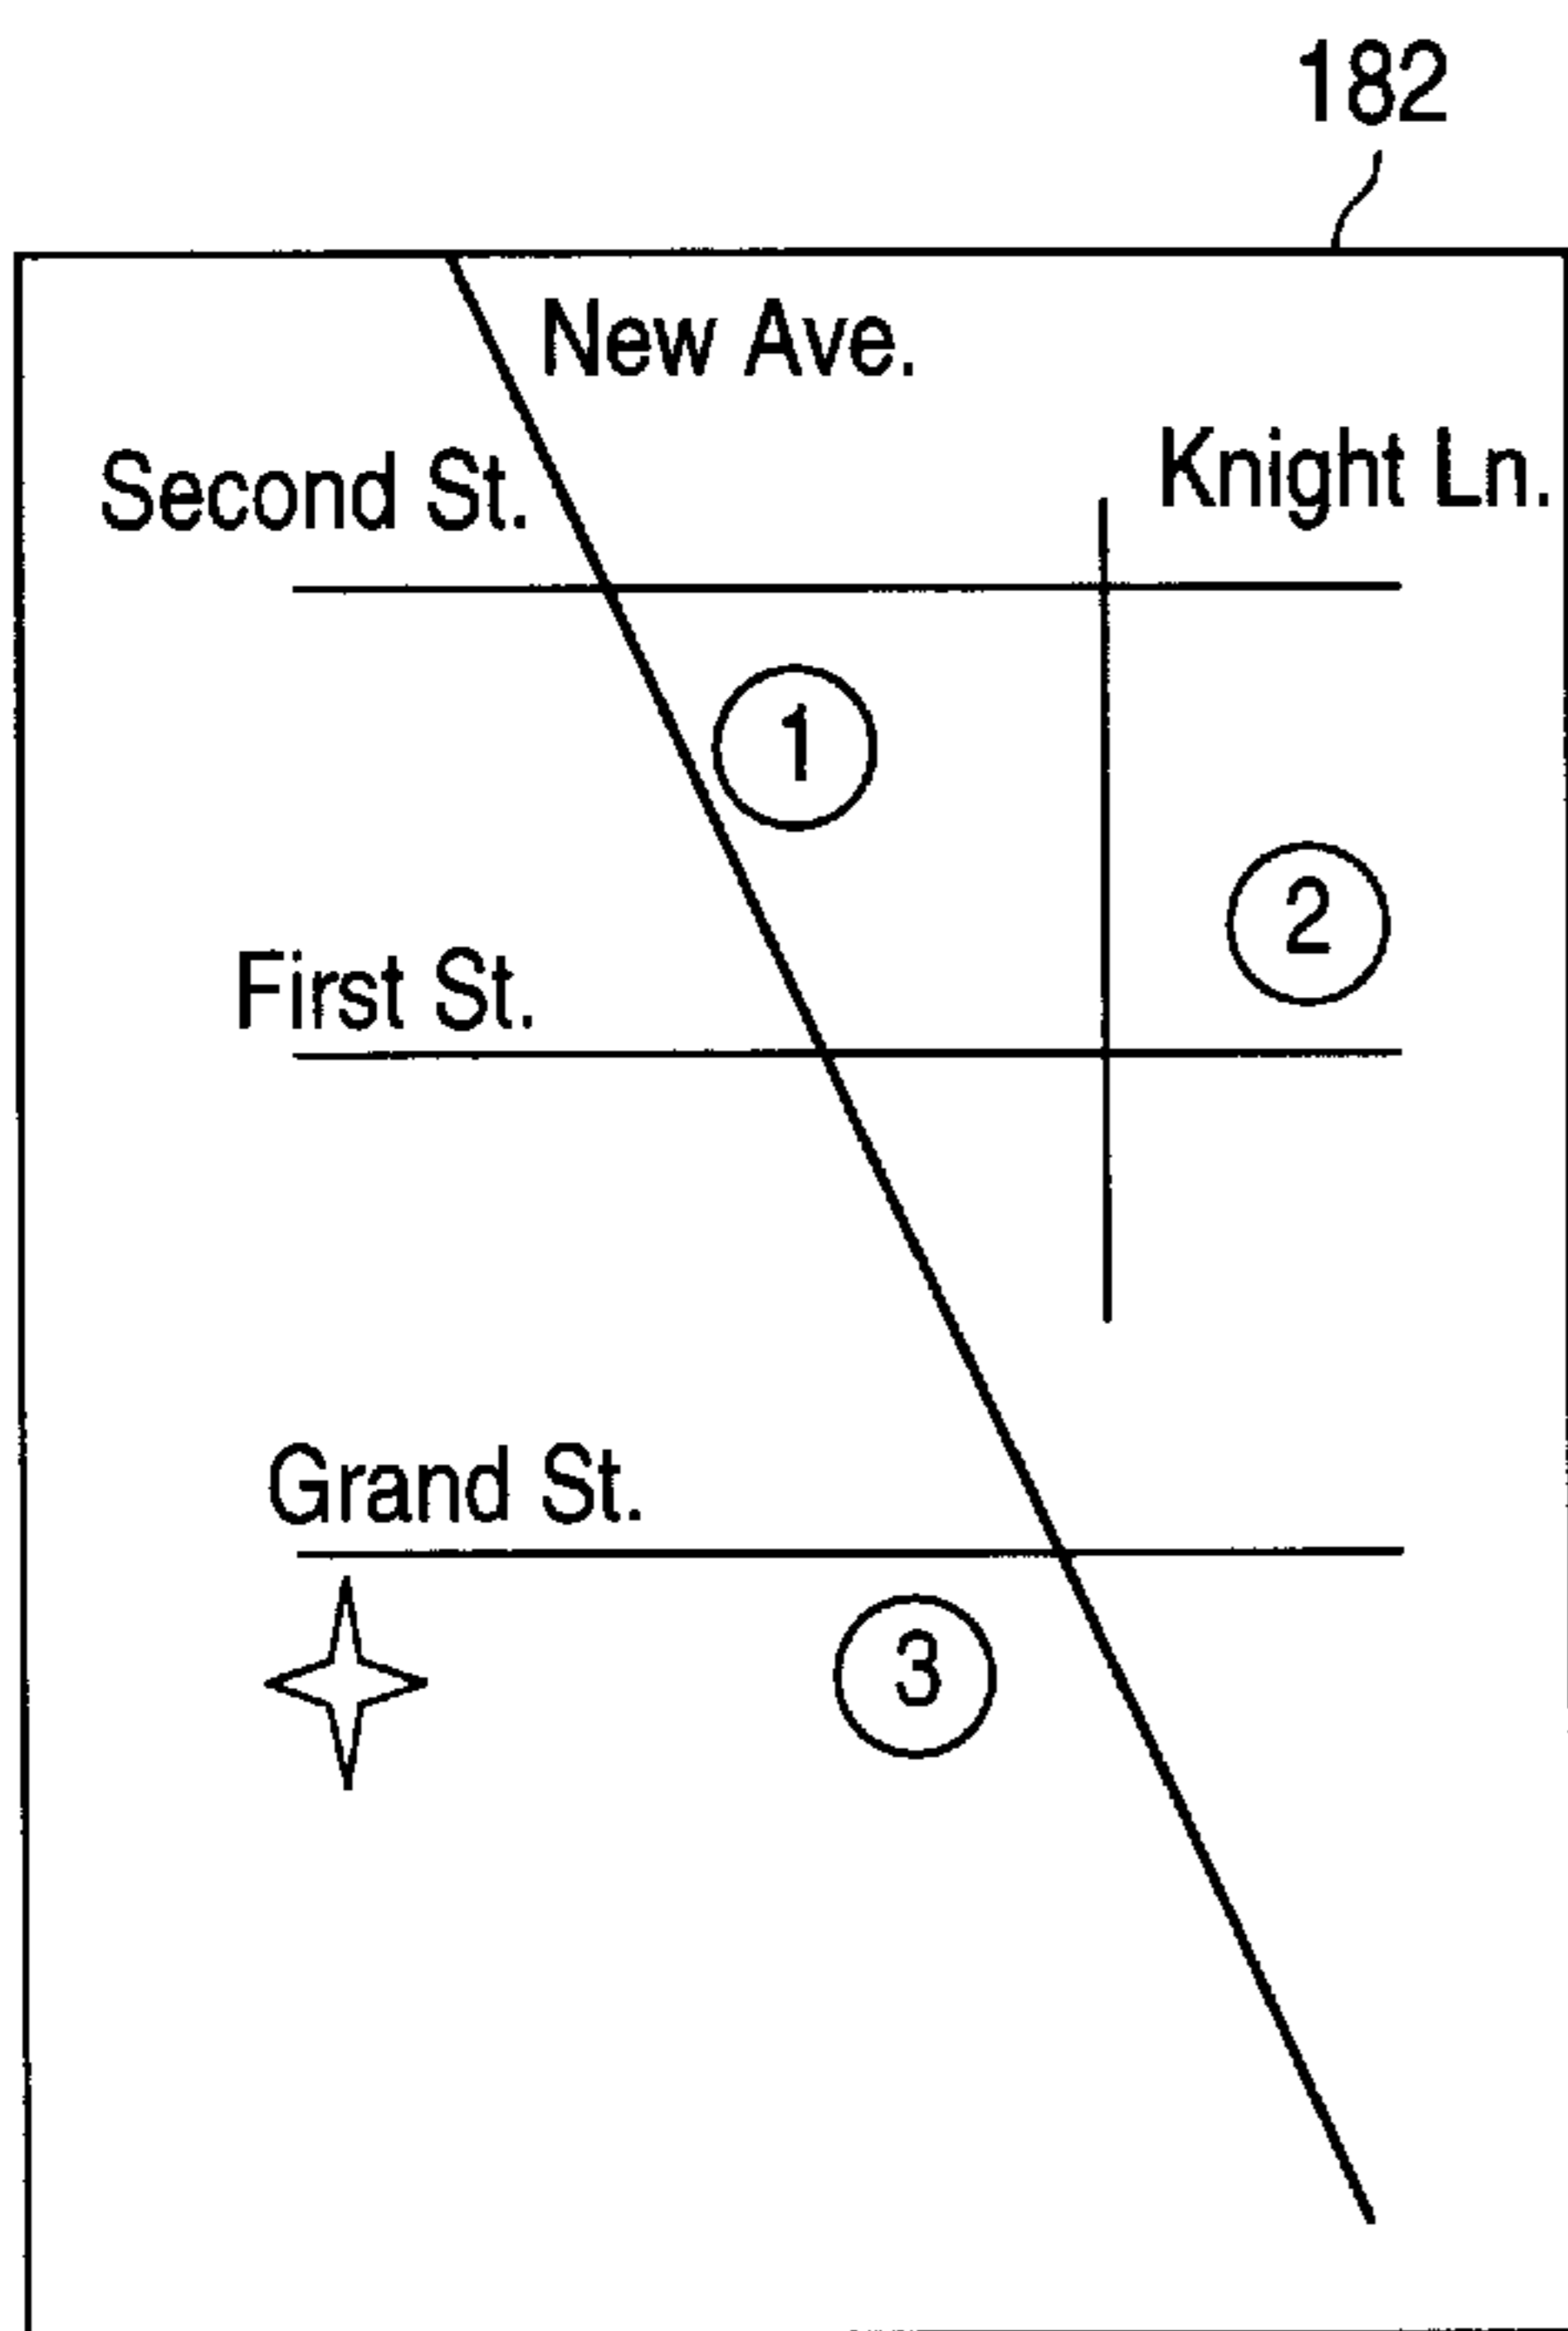 182
New Ave.
Knight Ln.
Second St.
1
2
First St.
Grand St.
3